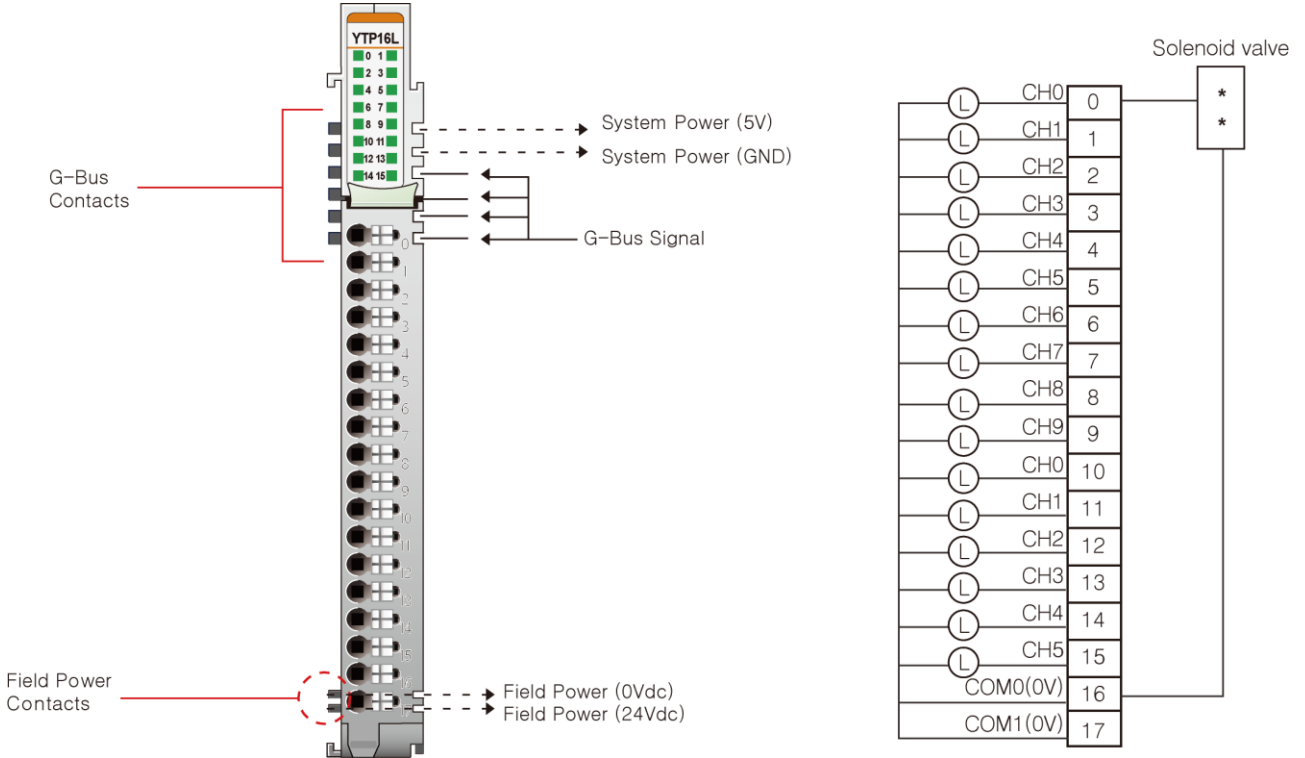 YTP16L
0 1
2 3
4 5
6 7
8 9
10 11
12 13
14 15
System Power (5V)
System Power (GND)
G-Bus
Contacts
G-Bus Signal
0
1
2
3
4
5
6
7
8
9
10
11
12
13
14
15
16
17
Field Power
Contacts
Field Power (0Vdc)
Field Power (24Vdc)
Solenoid valve
*
*
L CH0 0
L CH1 1
L CH2 2
L CH3 3
L CH4 4
L CH5 5
L CH6 6
L CH7 7
L CH8 8
L CH9 9
L CH0 10
L CH1 11
L CH2 12
L CH3 13
L CH4 14
L CH5 15
COM0(0V) 16
COM1(0V) 17